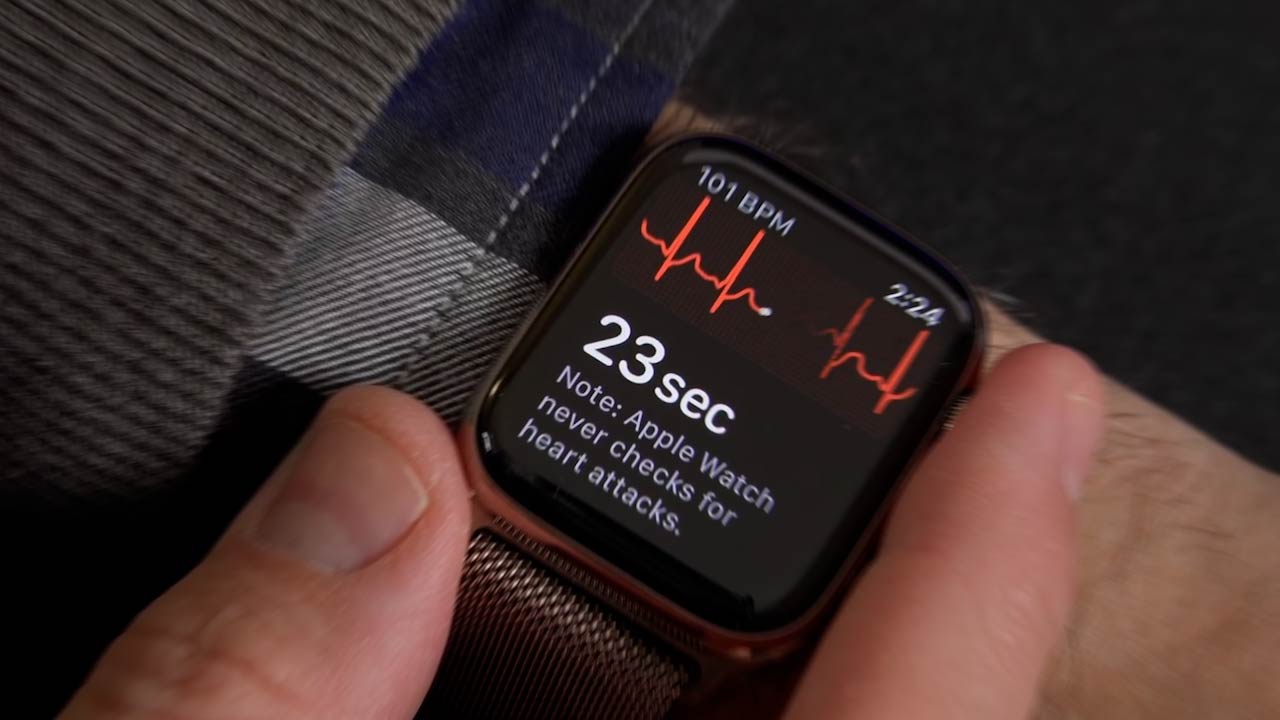 101 BPM
2:24
23 sec
Note: Apple Watch
never checks for
heart attacks.